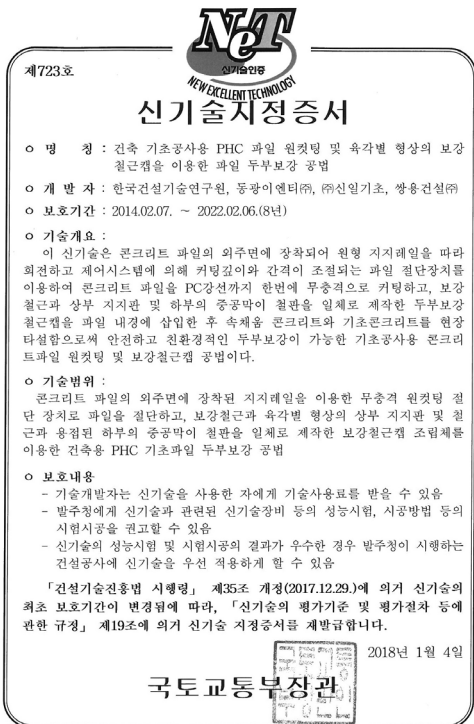 NeT
신기술인증
NEW EXCELLENT TECHNOLOGY
제723호
신기술지정증서
ㅇ 명 칭 : 건축 기초공사용 PHC 파일 원컷팅 및 육각별 형상의 보강
철근캡을 이용한 파일 두부보강 공법
ㅇ 개 발 자 : 한국건설기술연구원, 동광이엔티㈜, ㈜신일기초, 쌍용건설㈜
ㅇ 보호기간 : 2014.02.07. ~ 2022.02.06.(8년)
ㅇ 기술개요 :
이 신기술은 콘크리트 파일의 외주면에 장착되어 원형 지지레일을 따라
회전하고 제어시스템에 의해 커팅깊이와 간격이 조절되는 파일 절단장치를
이용하여 콘크리트 파일을 PC강선까지 한번에 무충격으로 커팅하고, 보강
철근과 상부 지지판 및 하부의 중공막이 철판을 일체로 제작한 두부보강
철근캡을 파일 내경에 삽입한 후 속채움 콘크리트와 기초콘크리트를 현장
타설함으로써 안전하고 친환경적인 두부보강이 가능한 기초공사용 콘크리
트파일 원컷팅 및 보강철근캡 공법이다.
ㅇ 기술범위 :
콘크리트 파일의 외주면에 장착된 지지레일을 이용한 무충격 원컷팅 절
단 장치로 파일을 절단하고, 보강철근과 육각별 형상의 상부 지지판 및 철
근과 용접된 하부의 중공막이 철판을 일체로 제작한 보강철근캡 조립체를
이용한 건축용 PHC 기초파일 두부보강 공법
ㅇ 보호내용
- 기술개발자는 신기술을 사용한 자에게 기술사용료를 받을 수 있음
- 발주청에게 신기술과 관련된 신기술장비 등의 성능시험, 시공방법 등의
시험시공을 권고할 수 있음
- 신기술의 성능시험 및 시험시공의 결과가 우수한 경우 발주청이 시행하는
건설공사에 신기술을 우선 적용하게 할 수 있음
「건설기술진흥법 시행령」 제35조 개정(2017.12.29.)에 의거 신기술의
최초 보호기간이 변경됨에 따라, 「신기술의 평가기준 및 평가절차 등에
관한 규정」 제19조에 의거 신기술 지정증서를 재발급합니다.
2018년 1월 4일
국토교통부장관